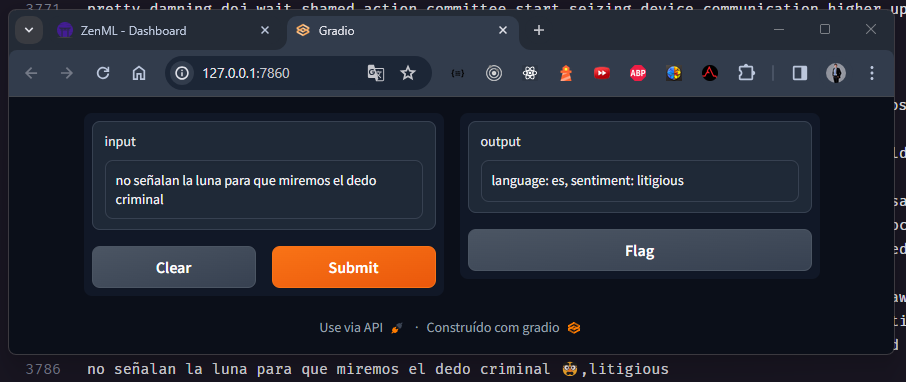 3771 pretty damning doj wait shamed action committee start seizing device communication higher up
ZenML - Dashboard
Gradio
127.0.0.1:7860
ABP
input
no señalan la luna para que miremos el dedo
criminal
output
language: es, sentiment: litigious
Clear
Submit
Flag
Use via API 🚀 · Construído com gradio
3786 no señalan la luna para que miremos el dedo criminal 🤡,litigious